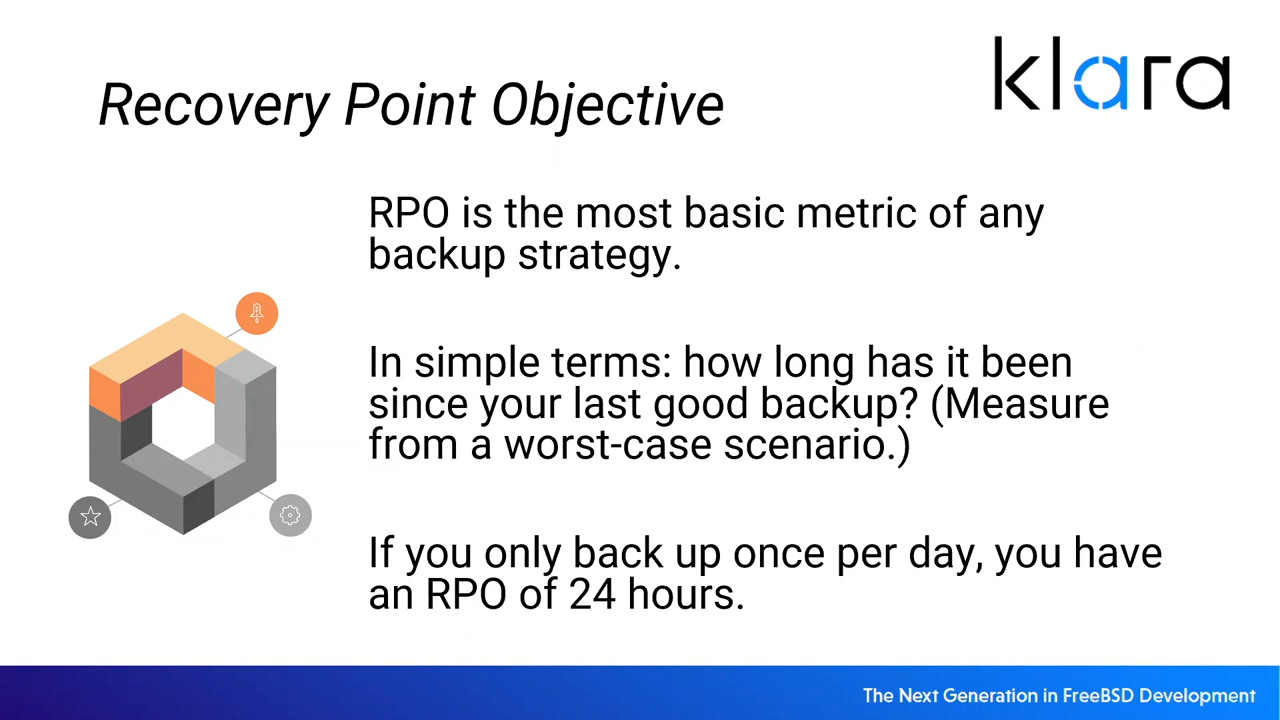 klara
Recovery Point Objective
RPO is the most basic metric of any
backup strategy.
In simple terms: how long has it been
since your last good backup? (Measure
from a worst-case scenario.)
If you only back up once per day, you have
an RPO of 24 hours.
The Next Generation in FreeBSD Development